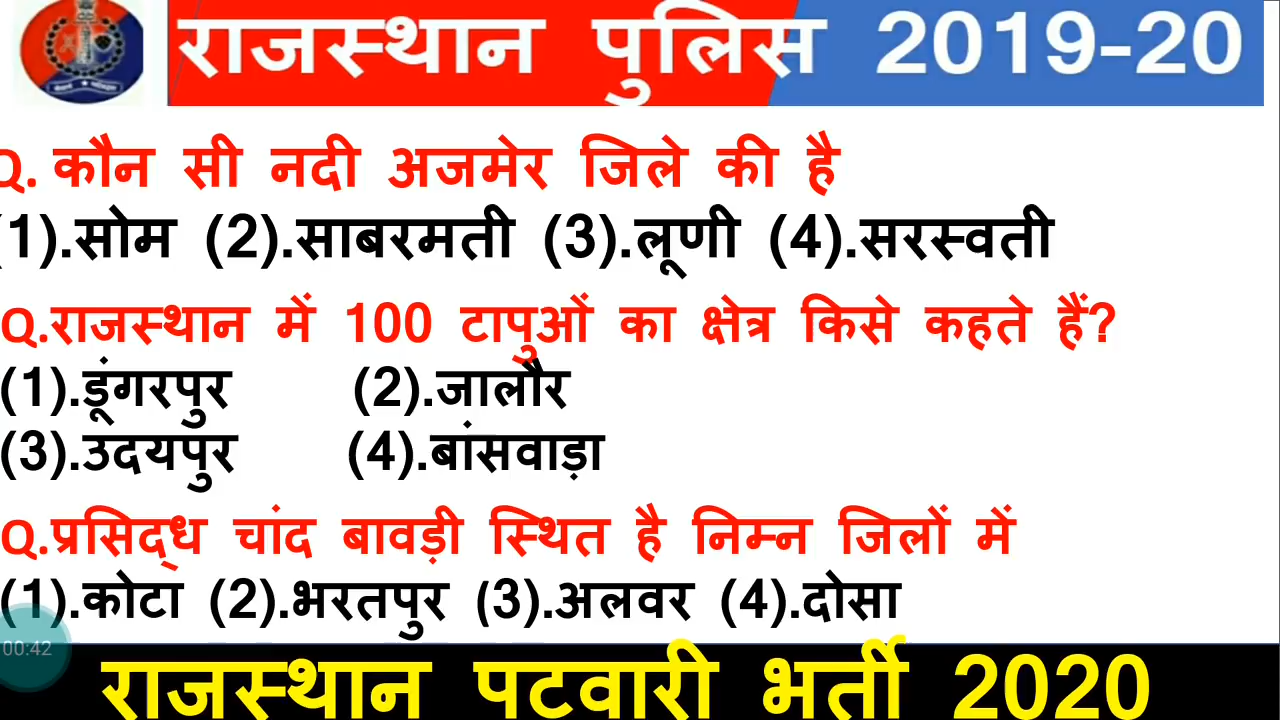 राजस्थान पुलिस 2019-20
Q. कौन सी नदी अजमेर जिले की है
(1).सोम (2).साबरमती (3).लूणी (4).सरस्वती
Q.राजस्थान में 100 टापुओं का क्षेत्र किसे कहते हैं?
(1).डूंगरपुर (2).जालौर
(3).उदयपुर (4).बांसवाड़ा
Q.प्रसिद्ध चांद बावड़ी स्थित है निम्न जिलों में
(1).कोटा (2).भरतपुर (3).अलवर (4).दोसा
00:42
राजस्थान पटवारी भर्ती 2020